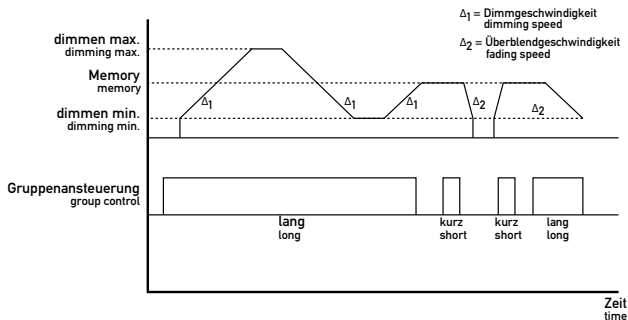 Δ1 = Dimmgeschwindigkeit
dimming speed
Δ2 = Überblendgeschwindigkeit
fading speed
dimmen max.
dimming max.
Memory
memory
dimmen min.
dimming min.
Δ1
Δ1
Δ1
Δ2
Δ2
Gruppenansteuerung
group control
lang
long
kurz
short
kurz
short
lang
long
Zeit
time